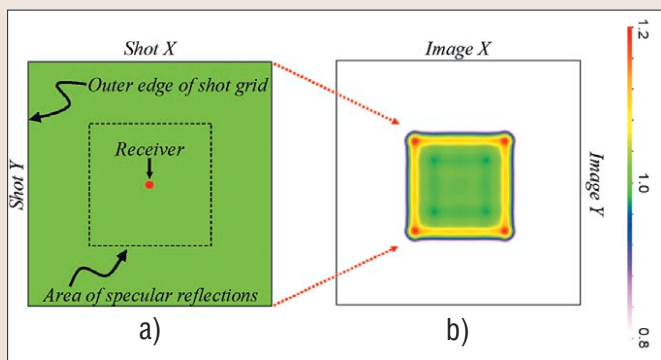 Shot X
Outer edge of shot grid
Shot Y
Receiver
Area of specular reflections
a)
Image X
Image Y
b)
1.2
1.0
0.8